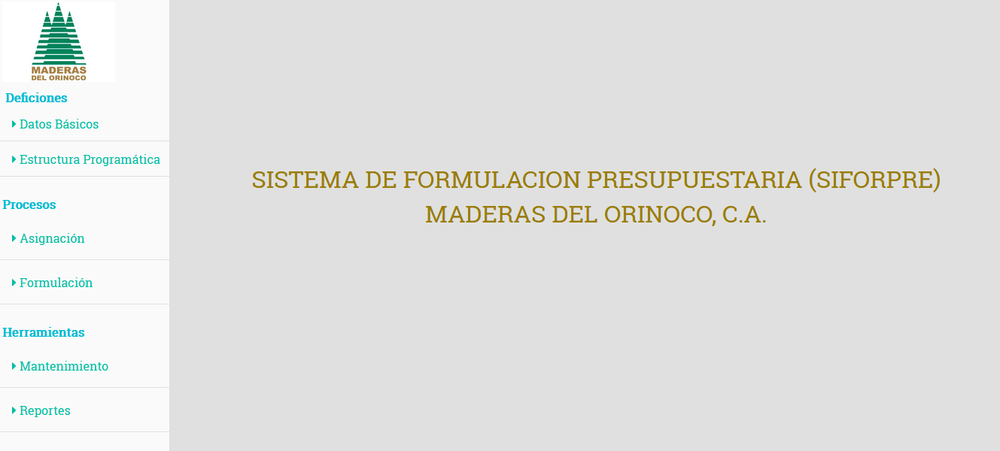 MADERAS
DEL ORINOCO
Deficiones
Datos Básicos
Estructura Programática
Procesos
Asignación
Formulación
Herramientas
Mantenimiento
Reportes
SISTEMA DE FORMULACION PRESUPUESTARIA (SIFORPRE)
MADERAS DEL ORINOCO, C.A.